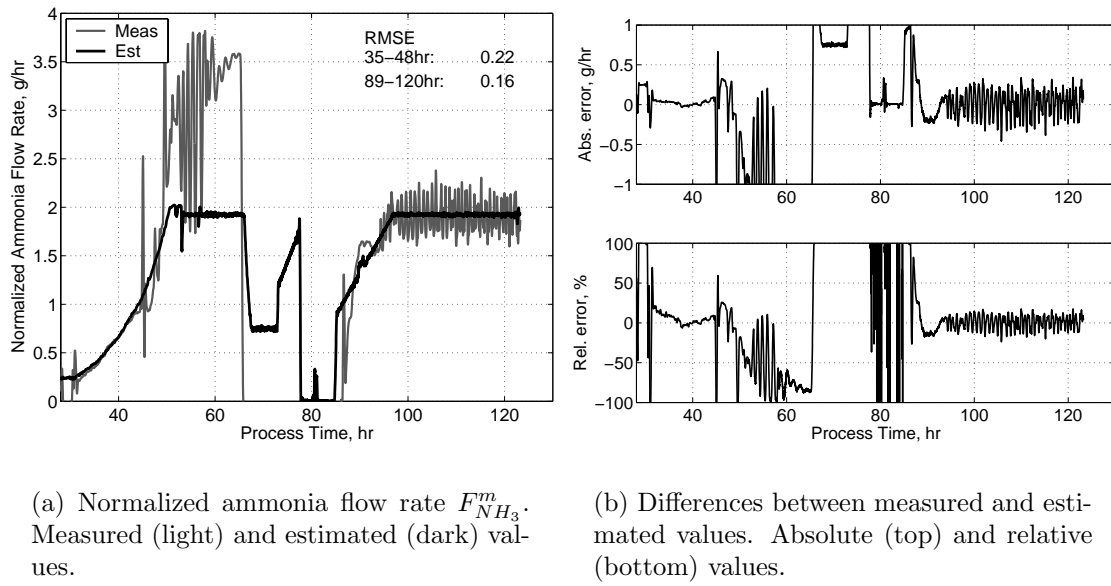 Meas
Est
RMSE
35−48hr: 0.22
89−120hr: 0.16
Normalized Ammonia Flow Rate, g/hr
4
3.5
3
2.5
2
1.5
1
0.5
0
40 60 80 100 120
Process Time, hr
Abs. error, g/hr
1
0.5
0
−0.5
−1
40 60 80 100 120
Rel. error, %
100
50
0
−50
−100
40 60 80 100 120
Process Time, hr
(a) Normalized ammonia flow rate $F^{m}_{NH_3}$.
Measured (light) and estimated (dark) val-
ues.
(b) Differences between measured and esti-
mated values. Absolute (top) and relative
(bottom) values.